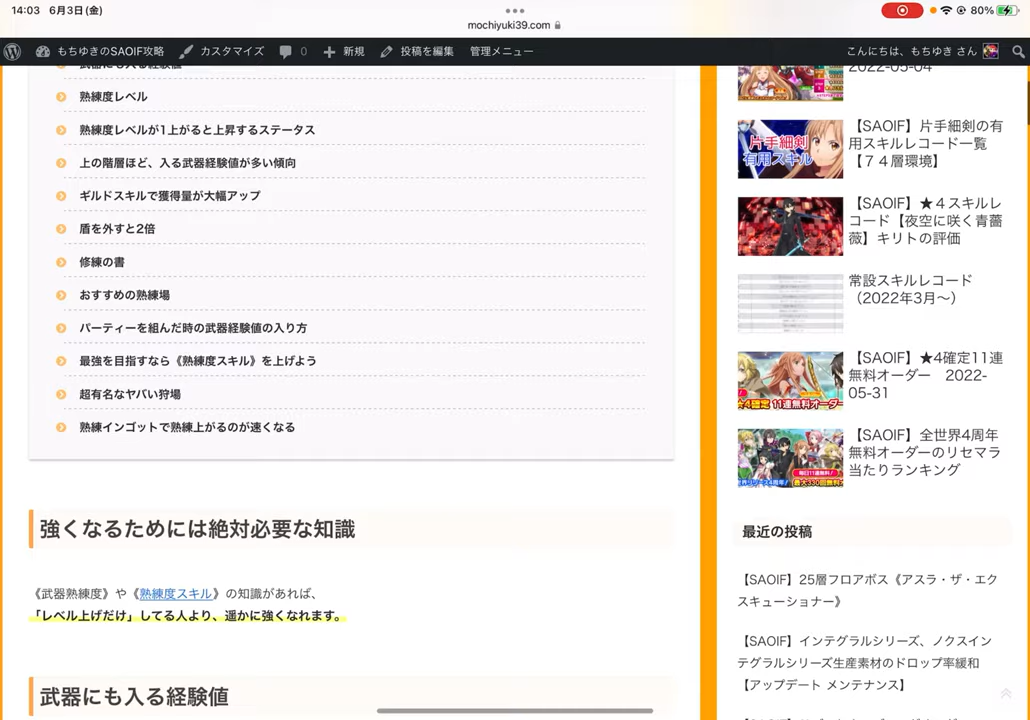 14:03 6月3日(金)
mochiyuki39.com
80%
もちゆきのSAOIF攻略
カスタマイズ
0
新規
投稿を編集
管理メニュー
こんにちは、もちゆき さん
武器にも入る経験値
熟練度レベル
熟練度レベルが1上がると上昇するステータス
上の階層ほど、入る武器経験値が多い傾向
ギルドスキルで獲得量が大幅アップ
盾を外すと2倍
修練の書
おすすめの熟練場
パーティーを組んだ時の武器経験値の入り方
最強を目指すなら《熟練度スキル》を上げよう
超有名なヤバい狩場
熟練インゴットで熟練上がるのが速くなる
強くなるためには絶対必要な知識
《武器熟練度》や《熟練度スキル》の知識があれば、
「レベル上げだけ」してる人より、遥かに強くなれます。
武器にも入る経験値
2022-05-04
片手細剣
有用スキル
【SAOIF】片手細剣の有
用スキルレコード一覧
【７４層環境】
【SAOIF】★４スキルレ
コード【夜空に咲く青薔
薇】キリトの評価
常設スキルレコード
（2022年3月〜）
★4確定 11連無料オーダー
【SAOIF】★4確定11連
無料オーダー　2022-
05-31
【SAOIF】全世界4周年
無料オーダーのリセマラ
当たりランキング
最近の投稿
【SAOIF】25層フロアボス《アスラ・ザ・エク
スキューショナー》
【SAOIF】インテグラルシリーズ、ノクスイン
テグラルシリーズ生産素材のドロップ率緩和
【アップデート メンテナンス】